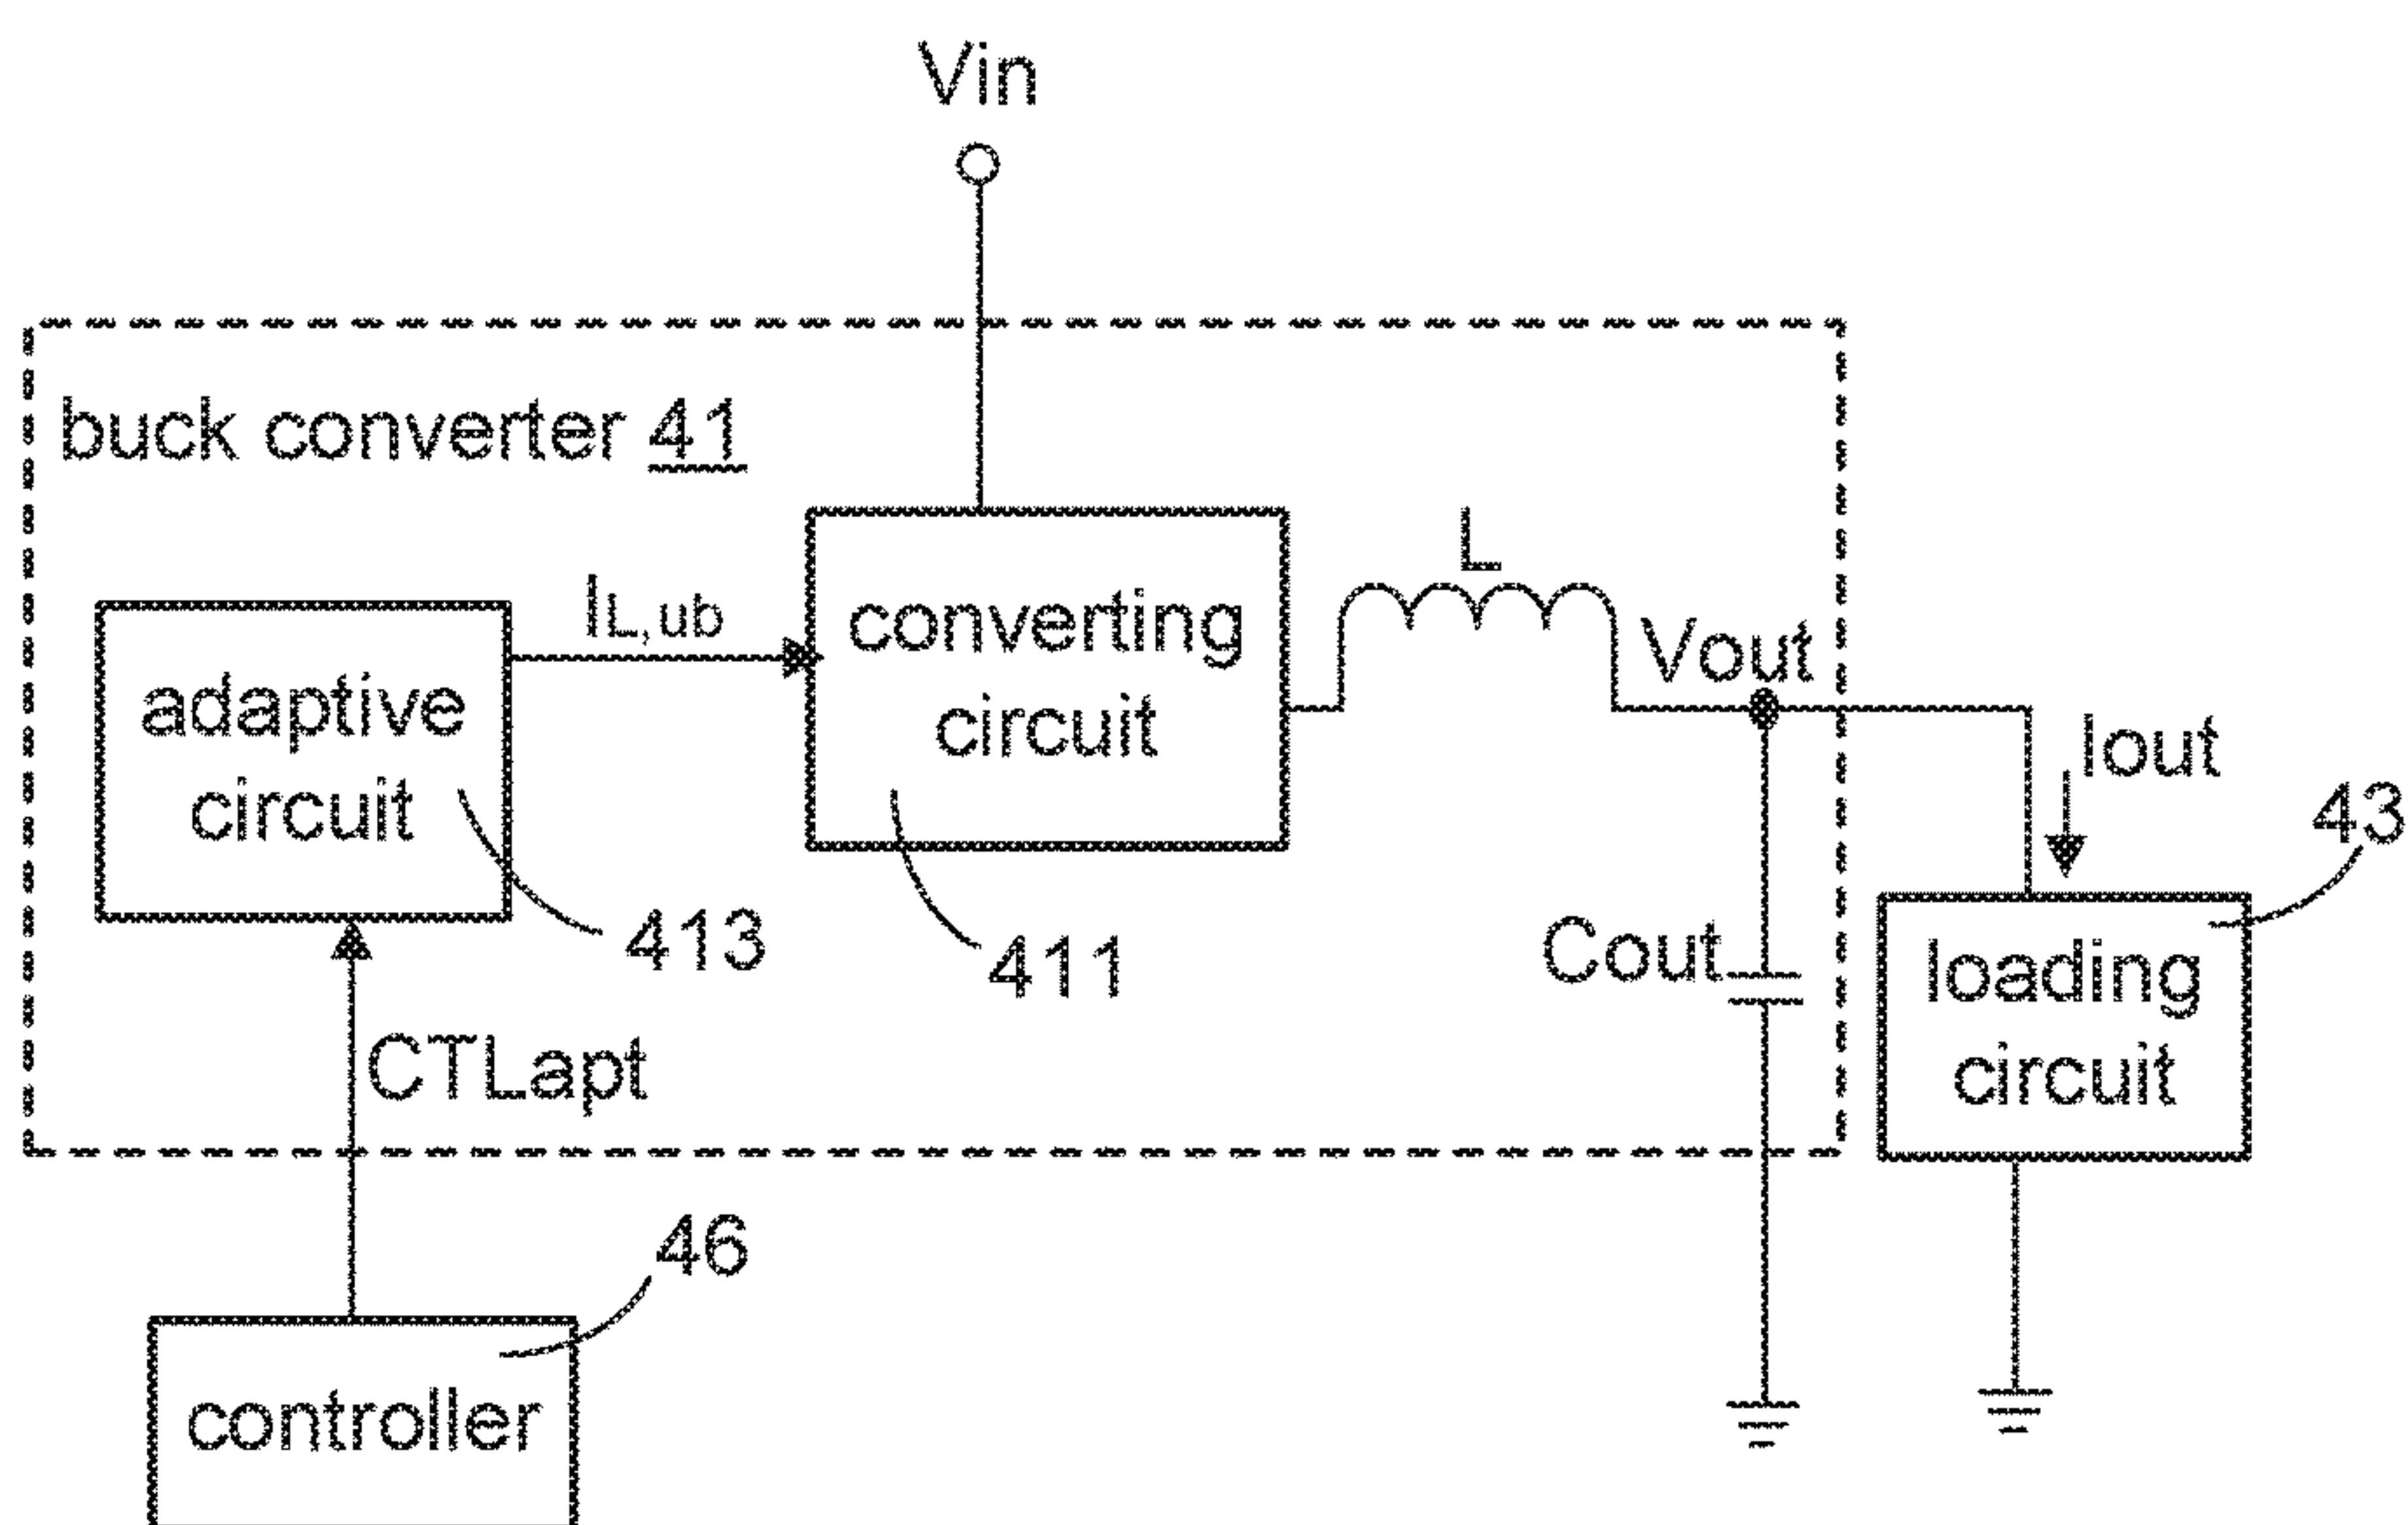 Vin
buck converter 41
L
IL,ub
converting
circuit
Vout
adaptive
circuit
Iout
43
413
411
Cout
loading
circuit
CTLapt
46
controller